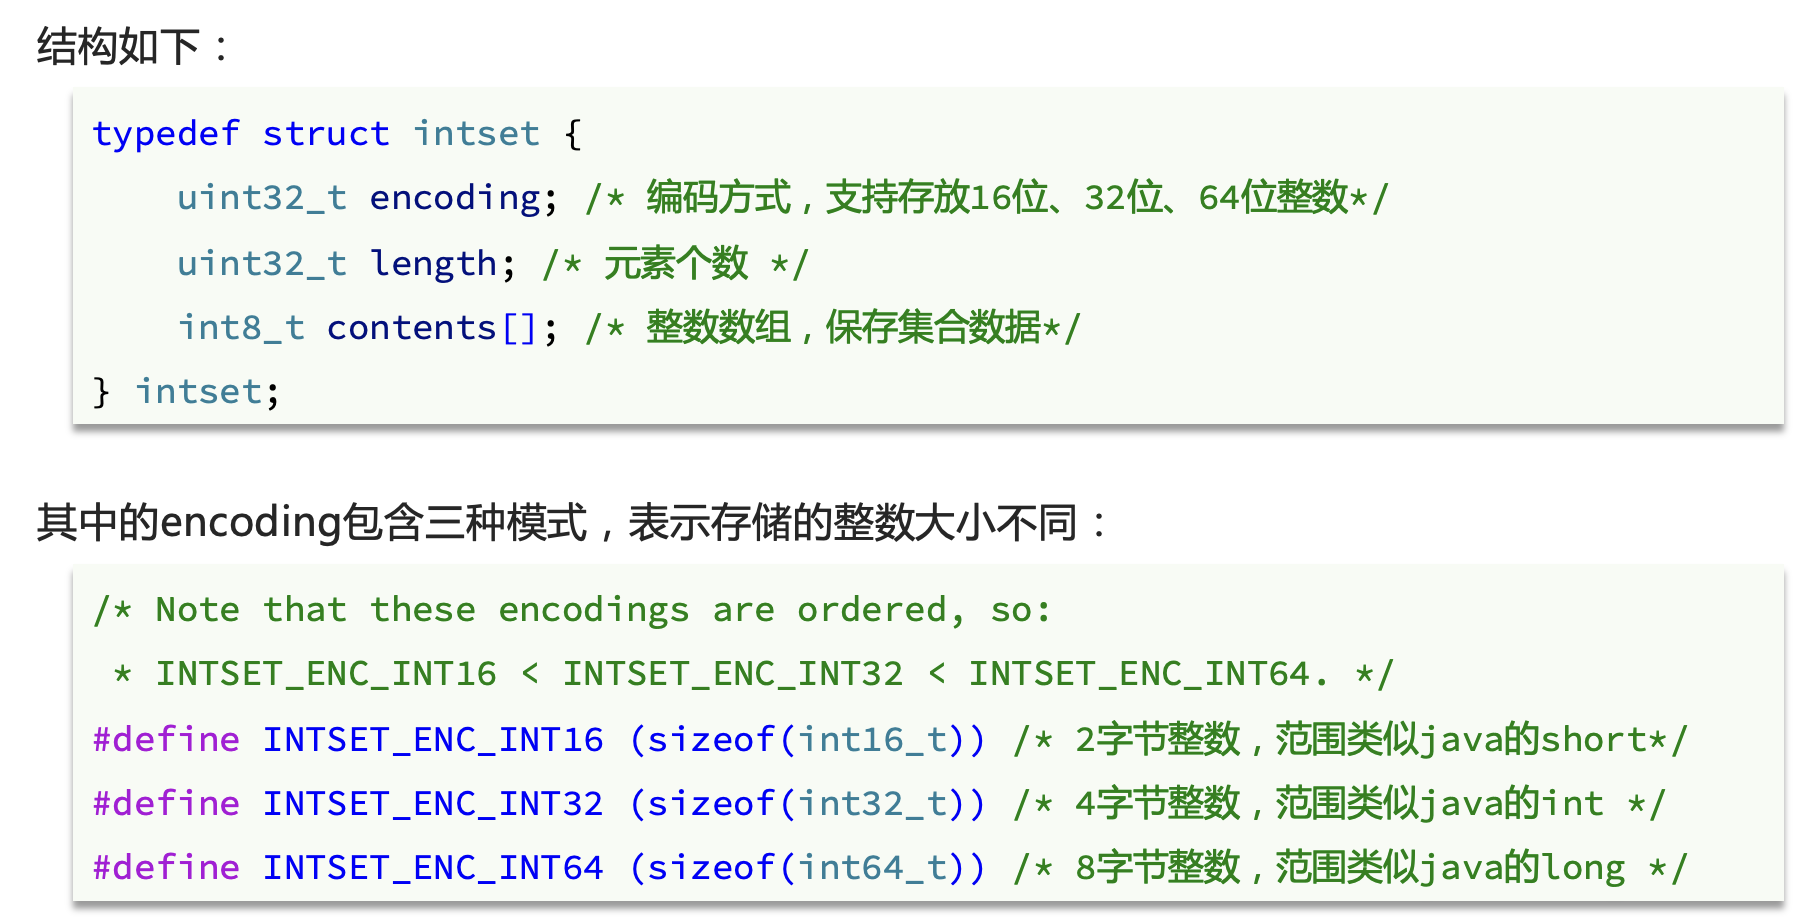 结构如下：
typedef struct intset {
    uint32_t encoding; /* 编码方式，支持存放16位、32位、64位整数*/
    uint32_t length; /* 元素个数 */
    int8_t contents[]; /* 整数数组，保存集合数据*/
} intset;
其中的encoding包含三种模式，表示存储的整数大小不同：
/* Note that these encodings are ordered, so:
 * INTSET_ENC_INT16 < INTSET_ENC_INT32 < INTSET_ENC_INT64. */
#define INTSET_ENC_INT16 (sizeof(int16_t)) /* 2字节整数，范围类似java的short*/
#define INTSET_ENC_INT32 (sizeof(int32_t)) /* 4字节整数，范围类似java的int */
#define INTSET_ENC_INT64 (sizeof(int64_t)) /* 8字节整数，范围类似java的long */